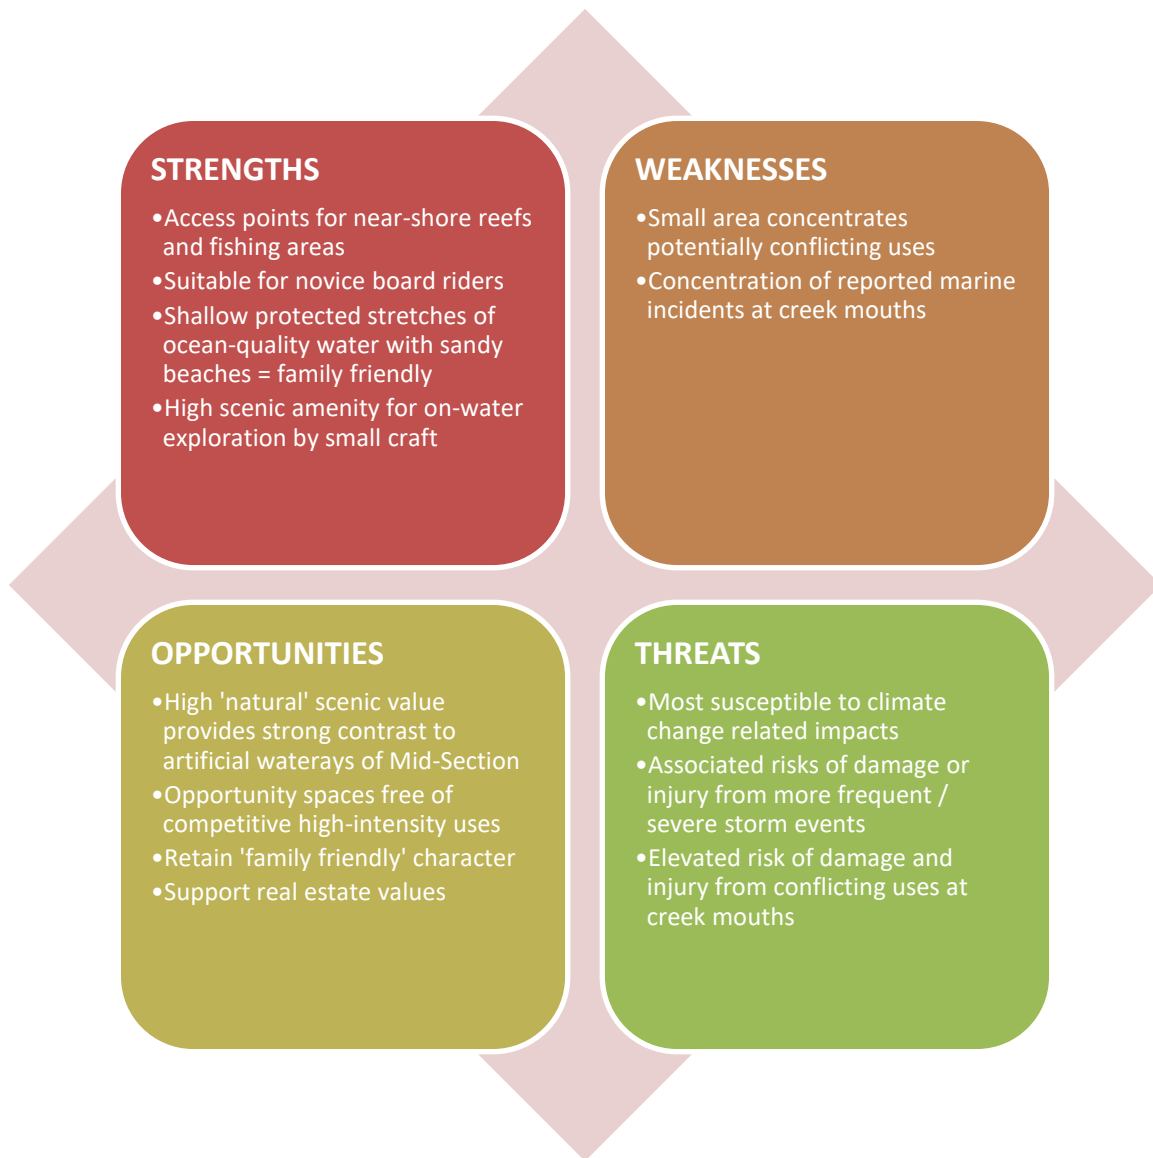 STRENGTHS
•Access points for near-shore reefs
and fishing areas
•Suitable for novice board riders
•Shallow protected stretches of
ocean-quality water with sandy
beaches = family friendly
•High scenic amenity for on-water
exploration by small craft
WEAKNESSES
•Small area concentrates
potentially conflicting uses
•Concentration of reported marine
incidents at creek mouths
OPPORTUNITIES
•High 'natural' scenic value
provides strong contrast to
artificial waterays of Mid-Section
•Opportunity spaces free of
competitive high-intensity uses
•Retain 'family friendly' character
•Support real estate values
THREATS
•Most susceptible to climate
change related impacts
•Associated risks of damage or
injury from more frequent /
severe storm events
•Elevated risk of damage and
injury from conflicting uses at
creek mouths